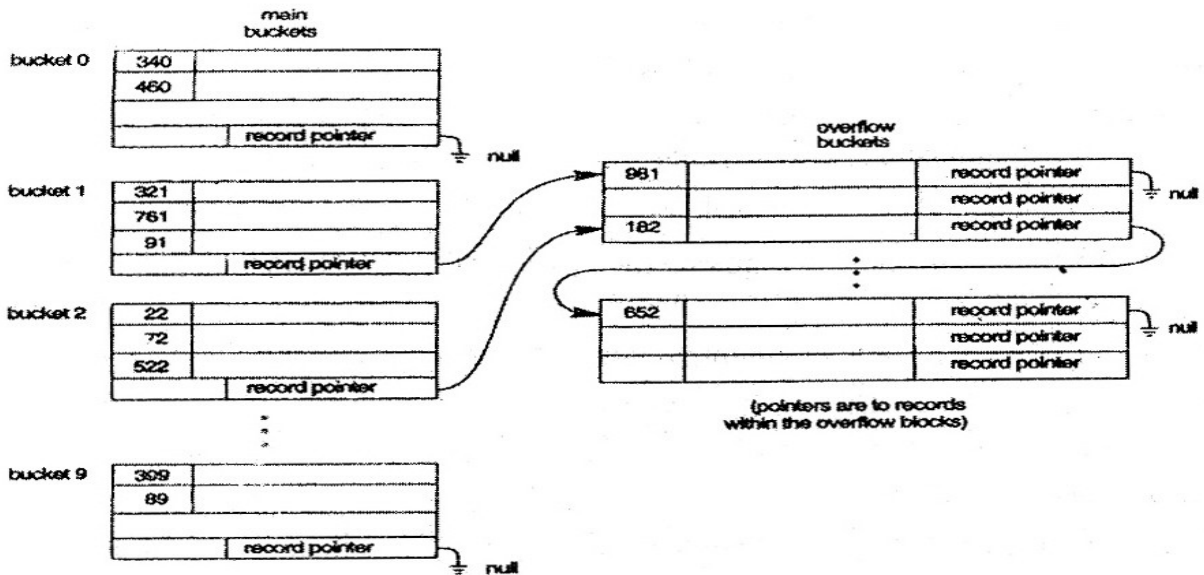 main
buckets
bucket 0
340
460
record pointer
null
bucket 1
321
761
91
record pointer
bucket 2
22
72
522
record pointer
bucket 9
399
89
record pointer
null
overflow
buckets
981 record pointer
null
record pointer
182 record pointer
652 record pointer
null
record pointer
record pointer
(pointers are to records
within the overflow blocks)